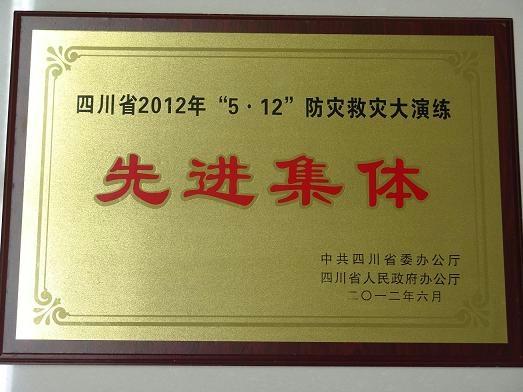 四川省2012年“5·12”防灾救灾大演练
先进集体
中共四川省委办公厅
四川省人民政府办公厅
二〇一二年六月